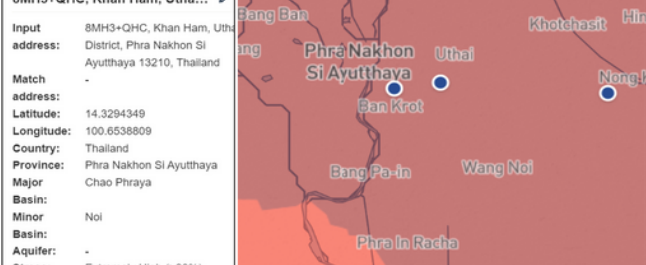 8MH3+QHC, Khan Ham, Utha...
Input address:
8MH3+QHC, Khan Ham, Utha
District, Phra Nakhon Si
Ayutthaya 13210, Thailand
Match address:
-
Latitude: 14.3294349
Longitude: 100.6538809
Country: Thailand
Province: Phra Nakhon Si Ayutthaya
Major Basin:
Chao Phraya
Minor Basin:
Noi
Aquifer: -
Bang Ban
ang
Phra Nakhon
Si Ayutthaya
Uthai
Khotchasit
Hin
Nong K
Ban Krot
Bang Pa-in
Wang Noi
Phra In Racha